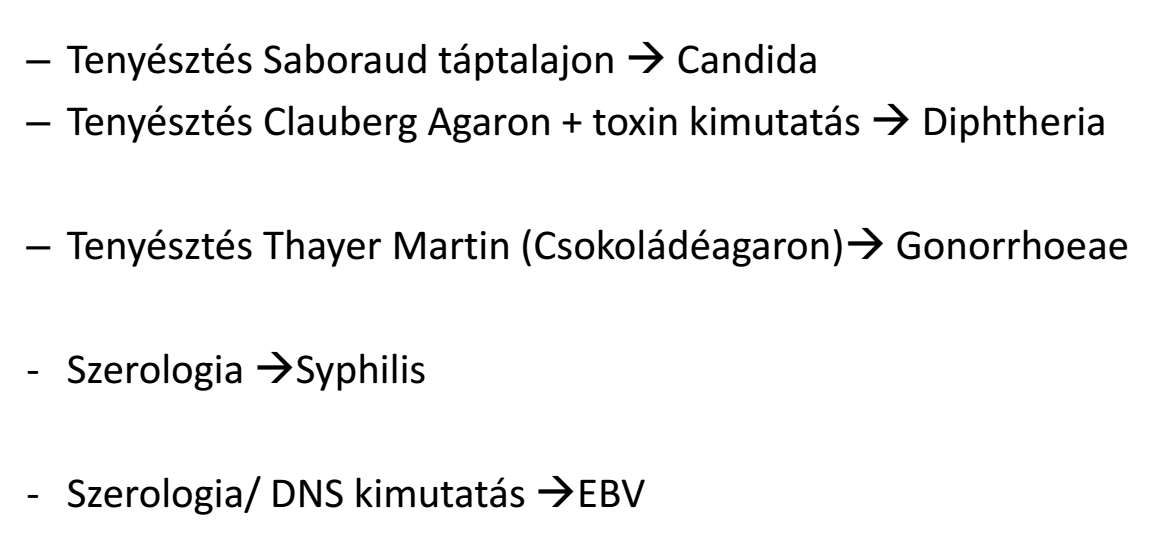 – Tenyésztés Saboraud táptalajon → Candida
– Tenyésztés Clauberg Agaron + toxin kimutatás → Diphtheria
– Tenyésztés Thayer Martin (Csokoládéagaron)→ Gonorrhoeae
- Szerologia →Syphilis
- Szerologia/ DNS kimutatás →EBV